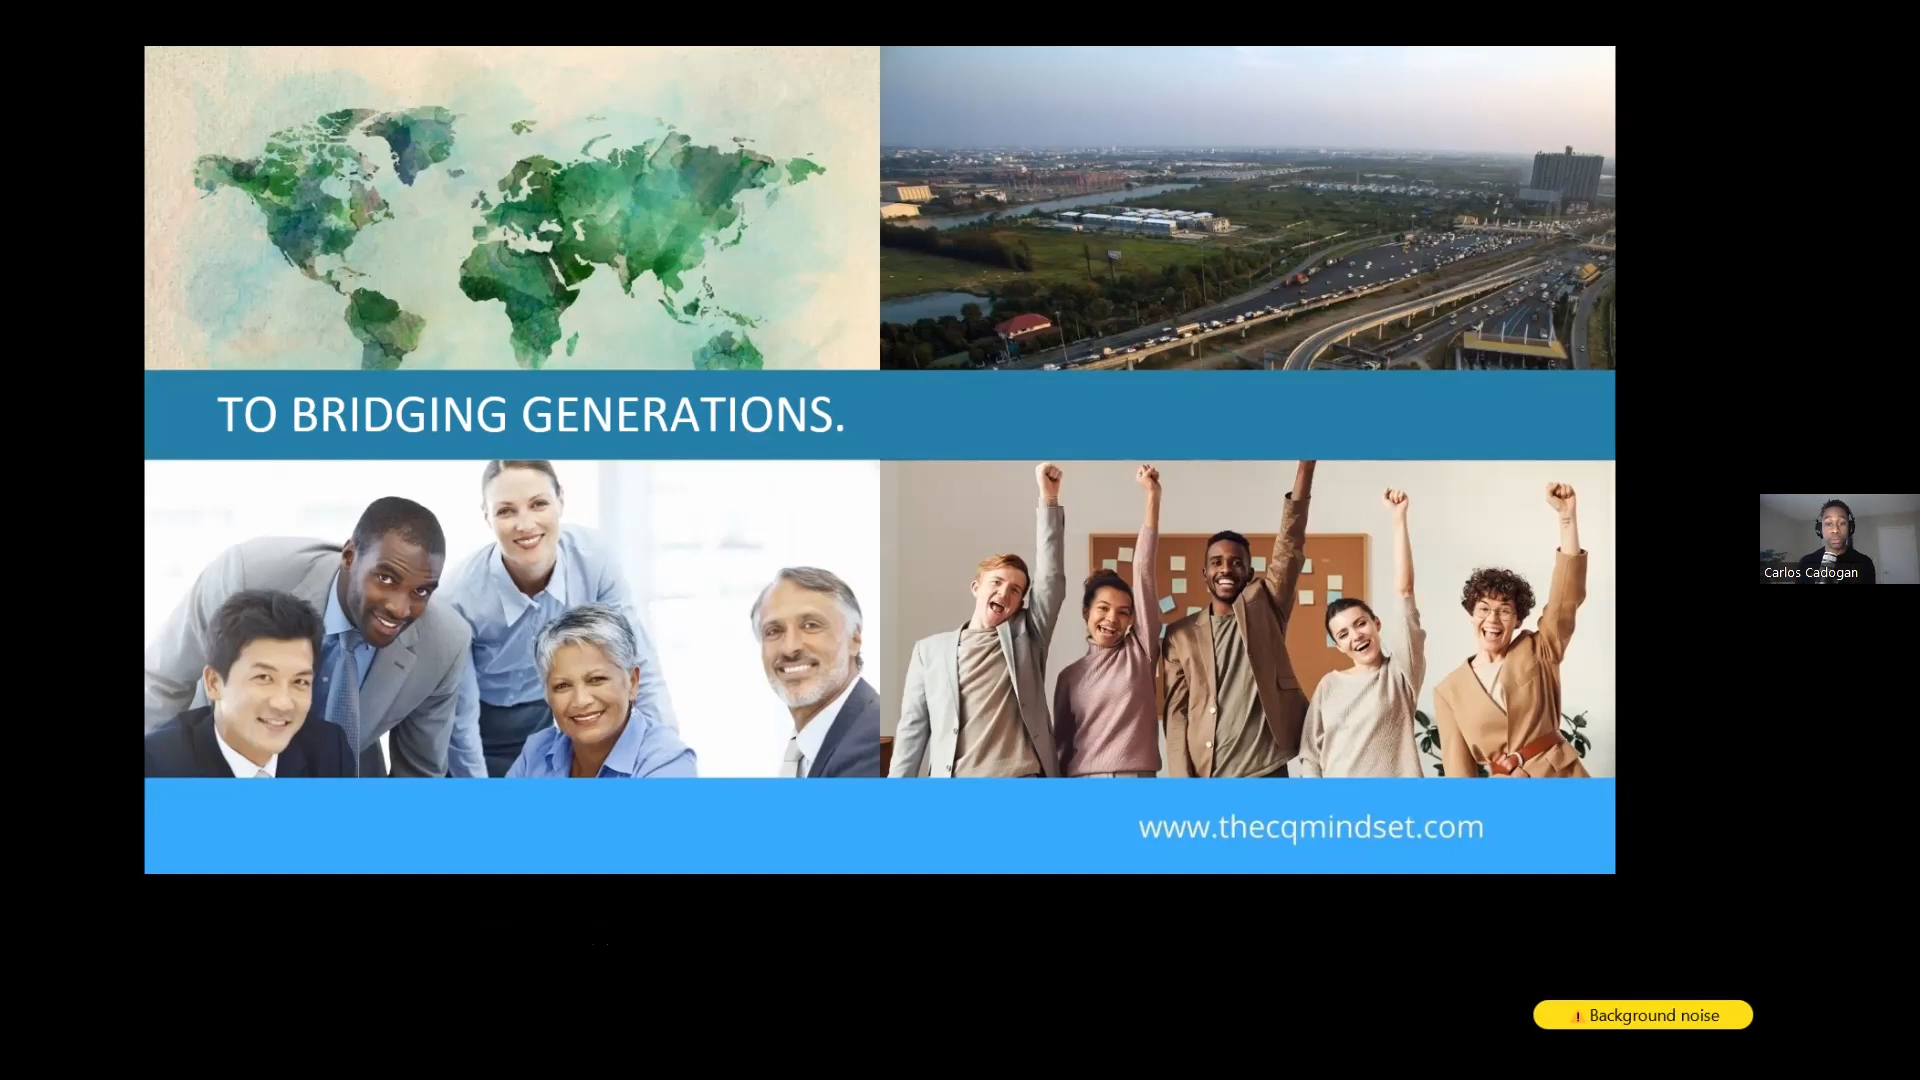 TO BRIDGING GENERATIONS.
Carlos Cadogan
www.thecqmindset.com
Background noise